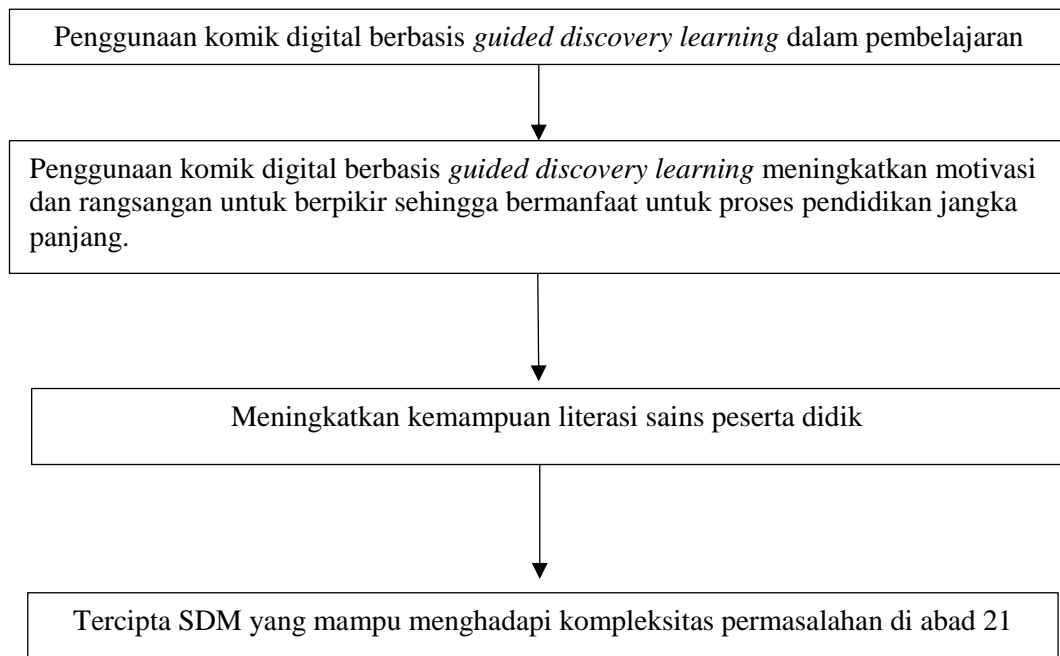 Penggunaan komik digital berbasis guided discovery learning dalam pembelajaran
Penggunaan komik digital berbasis guided discovery learning meningkatkan motivasi
dan rangsangan untuk berpikir sehingga bermanfaat untuk proses pendidikan jangka
panjang.
Meningkatkan kemampuan literasi sains peserta didik
Tercipta SDM yang mampu menghadapi kompleksitas permasalahan di abad 21